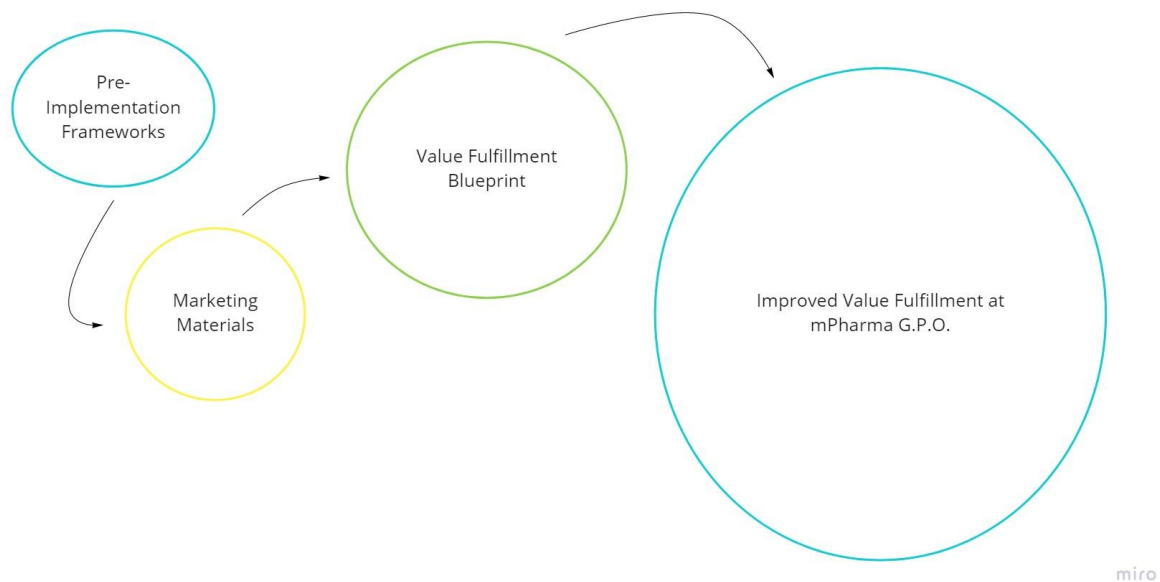 Pre-
Implementation
Frameworks
Marketing
Materials
Value Fulfillment
Blueprint
Improved Value Fulfillment at
mPharma G.P.O.
miro